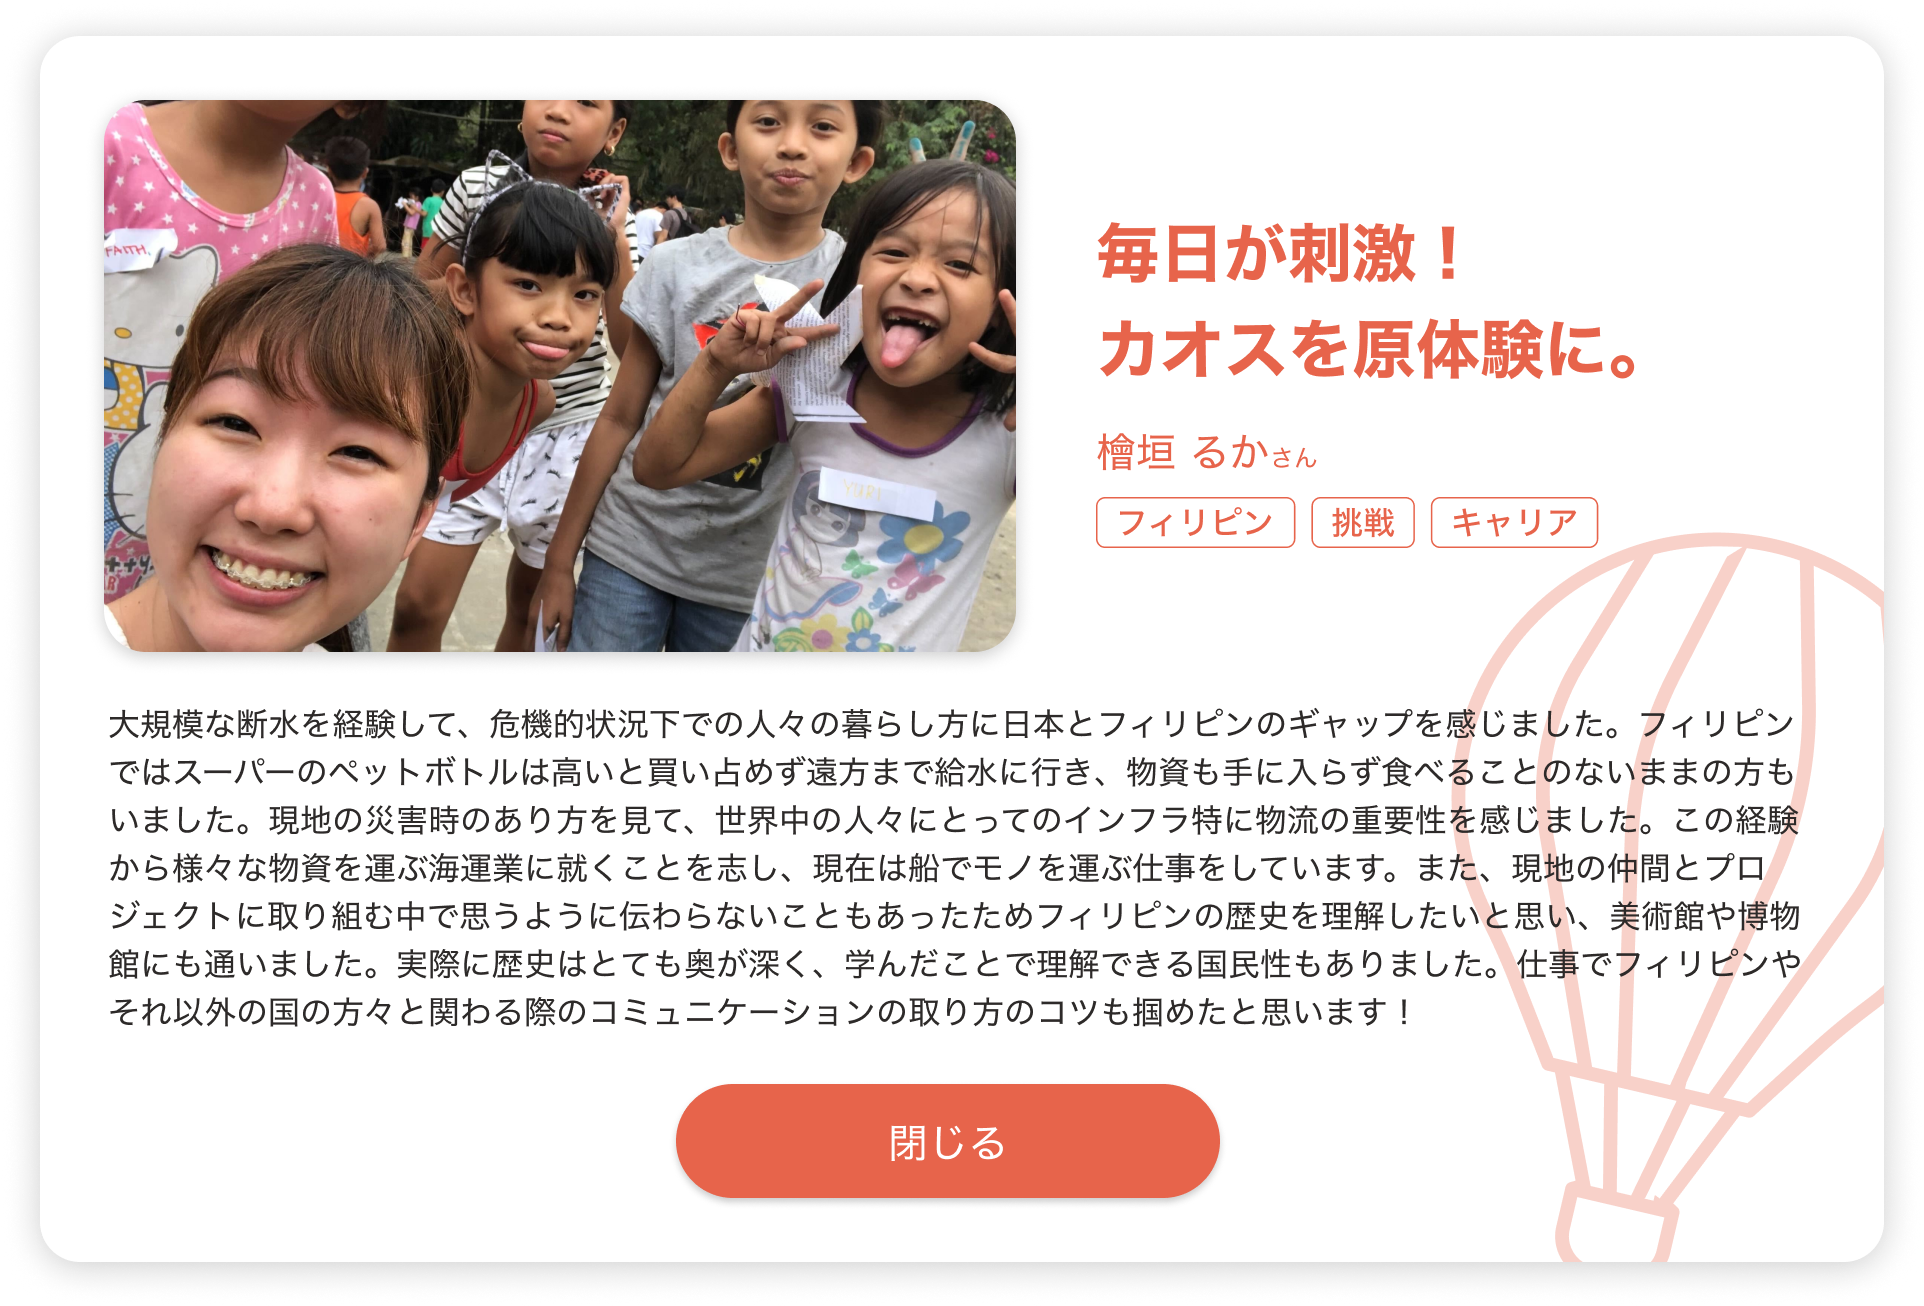 FAITH.
YURI
毎日が刺激！
カオスを原体験に。
檜垣 るかさん
フィリピン
挑戦
キャリア
大規模な断水を経験して、危機的状況下での人々の暮らし方に日本とフィリピンのギャップを感じました。フィリピン
ではスーパーのペットボトルは高いと買い占めず遠方まで給水に行き、物資も手に入らず食べることのないままの方も
いました。現地の災害時のあり方を見て、世界中の人々にとってのインフラ特に物流の重要性を感じました。この経験
から様々な物資を運ぶ海運業に就くことを志し、現在は船でモノを運ぶ仕事をしています。また、現地の仲間とプロ
ジェクトに取り組む中で思うように伝わらないこともあったためフィリピンの歴史を理解したいと思い、美術館や博物
館にも通いました。実際に歴史はとても奥が深く、学んだことで理解できる国民性もありました。仕事でフィリピンや
それ以外の国の方々と関わる際のコミュニケーションの取り方のコツも掴めたと思います！
閉じる